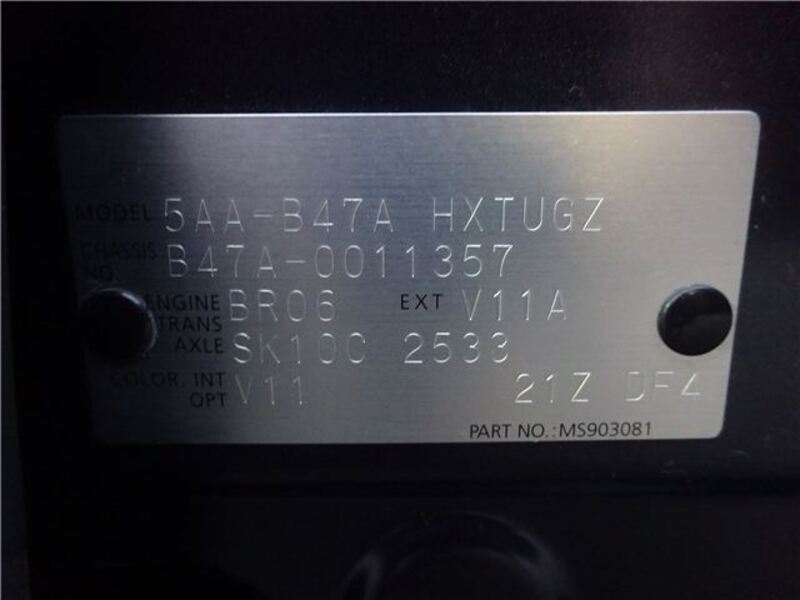 MODEL 5AA-B47A HXTUGZ
CHASSIS NO. B47A-0011357
ENGINE BR06 EXT V11A
TRANS AXLE SK10C 2533
COLOR, INT OPT V11 21Z DF4
PART NO.:MS903081